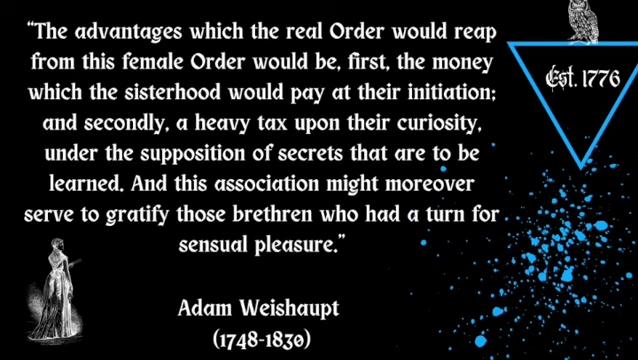 “The advantages which the real Order would reap
from this female Order would be, first, the money
which the sisterhood would pay at their initiation;
and secondly, a heavy tax upon their curiosity,
under the supposition of secrets that are to be
learned. And this association might moreover
serve to gratify those brethren who had a turn for
sensual pleasure.”
Adam Weishaupt
(1748-1830)
Est. 1776